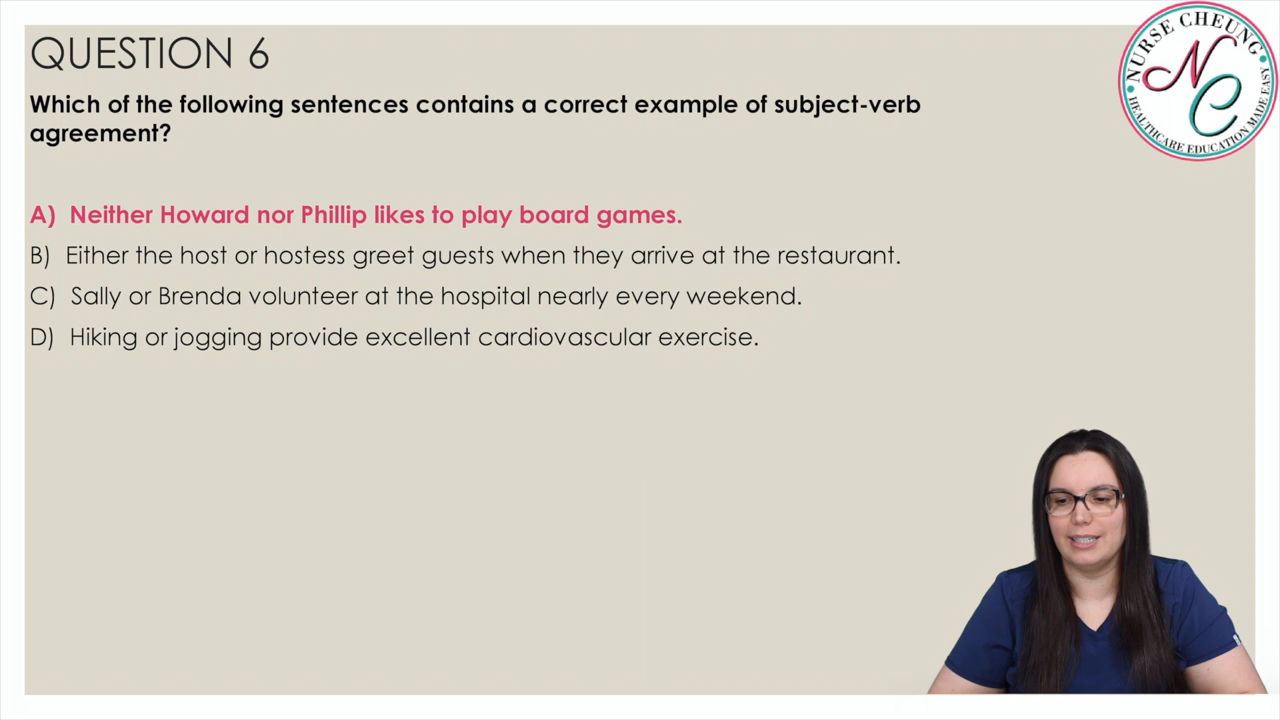 QUESTION 6
Which of the following sentences contains a correct example of subject-verb
agreement?
A) Neither Howard nor Phillip likes to play board games.
B) Either the host or hostess greet guests when they arrive at the restaurant.
C) Sally or Brenda volunteer at the hospital nearly every weekend.
D) Hiking or jogging provide excellent cardiovascular exercise.
NURSE CHEUNG
NC
HEALTHCARE EDUCATION MADE EASY